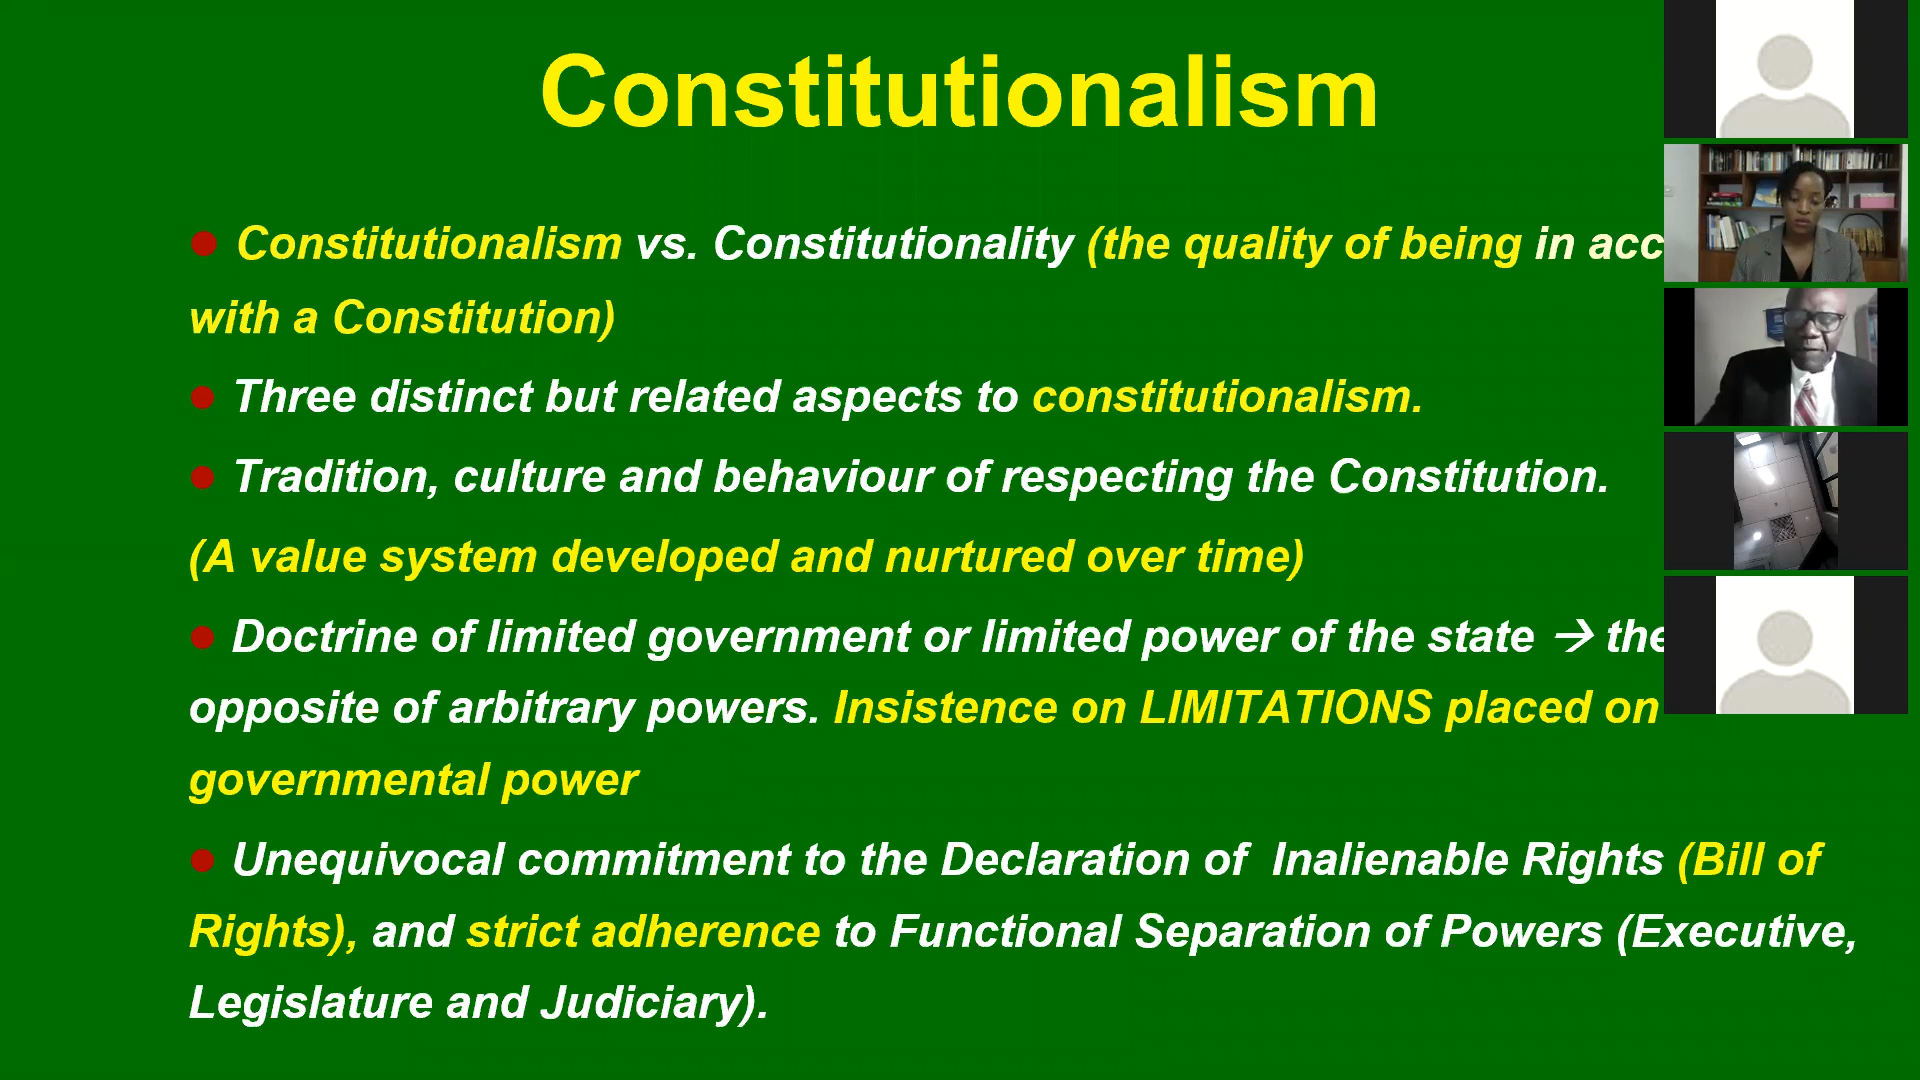 Constitutionalism
● Constitutionalism vs. Constitutionality (the quality of being in acc
with a Constitution)
● Three distinct but related aspects to constitutionalism.
● Tradition, culture and behaviour of respecting the Constitution.
(A value system developed and nurtured over time)
● Doctrine of limited government or limited power of the state → the
opposite of arbitrary powers. Insistence on LIMITATIONS placed on
governmental power
● Unequivocal commitment to the Declaration of Inalienable Rights (Bill of
Rights), and strict adherence to Functional Separation of Powers (Executive,
Legislature and Judiciary).